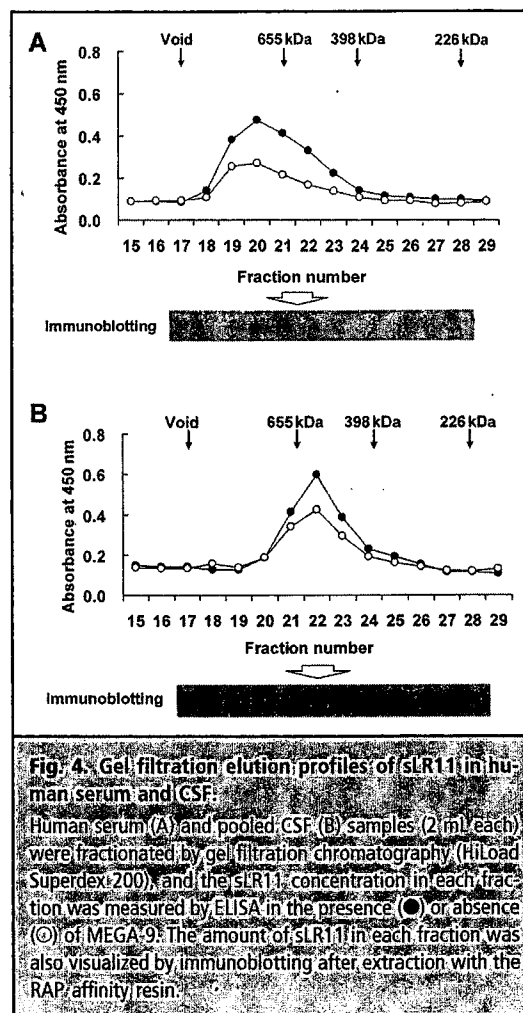 A
Void 655 kDa 398 kDa 226 kDa
Absorbance at 450 nm
0.8
0.6
0.4
0.2
0.0
15 16 17 18 19 20 21 22 23 24 25 26 27 28 29
Fraction number
Immunoblotting
B
Void 655 kDa 398 kDa 226 kDa
Absorbance at 450 nm
0.8
0.6
0.4
0.2
0.0
15 16 17 18 19 20 21 22 23 24 25 26 27 28 29
Fraction number
Immunoblotting
Fig. 4. Gel filtration elution profiles of sLR11 in hu-
man serum and CSF.
Human serum (A) and pooled CSF (B) samples (2 mL each)
were fractionated by gel filtration chromatography (HiLoad
Superdex 200), and the sLR11 concentration in each frac-
tion was measured by ELISA in the presence (●) or absence
(○) of MEGA-9. The amount of sLR11 in each fraction was
also visualized by immunoblotting after extraction with the
RAP affinity resin.